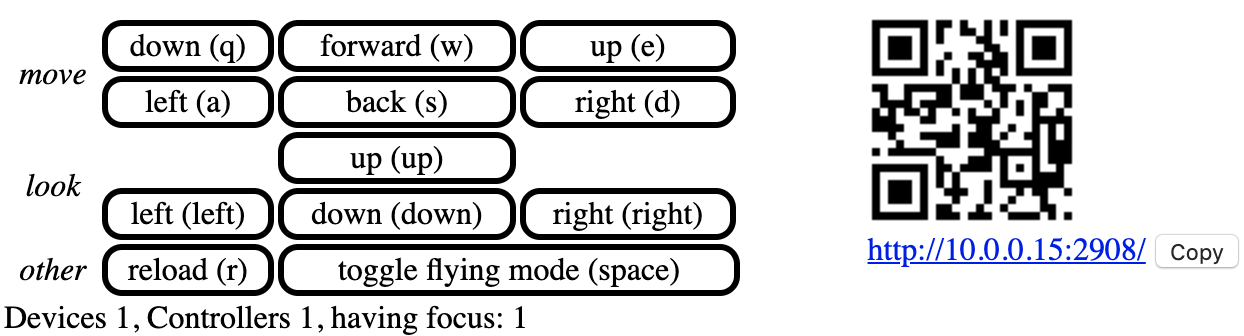 move
down (q) forward (w) up (e)
left (a) back (s) right (d)
look
up (up)
left (left) down (down) right (right)
other reload (r) toggle flying mode (space)
Devices 1, Controllers 1, having focus: 1
http://10.0.0.15:2908/ Copy